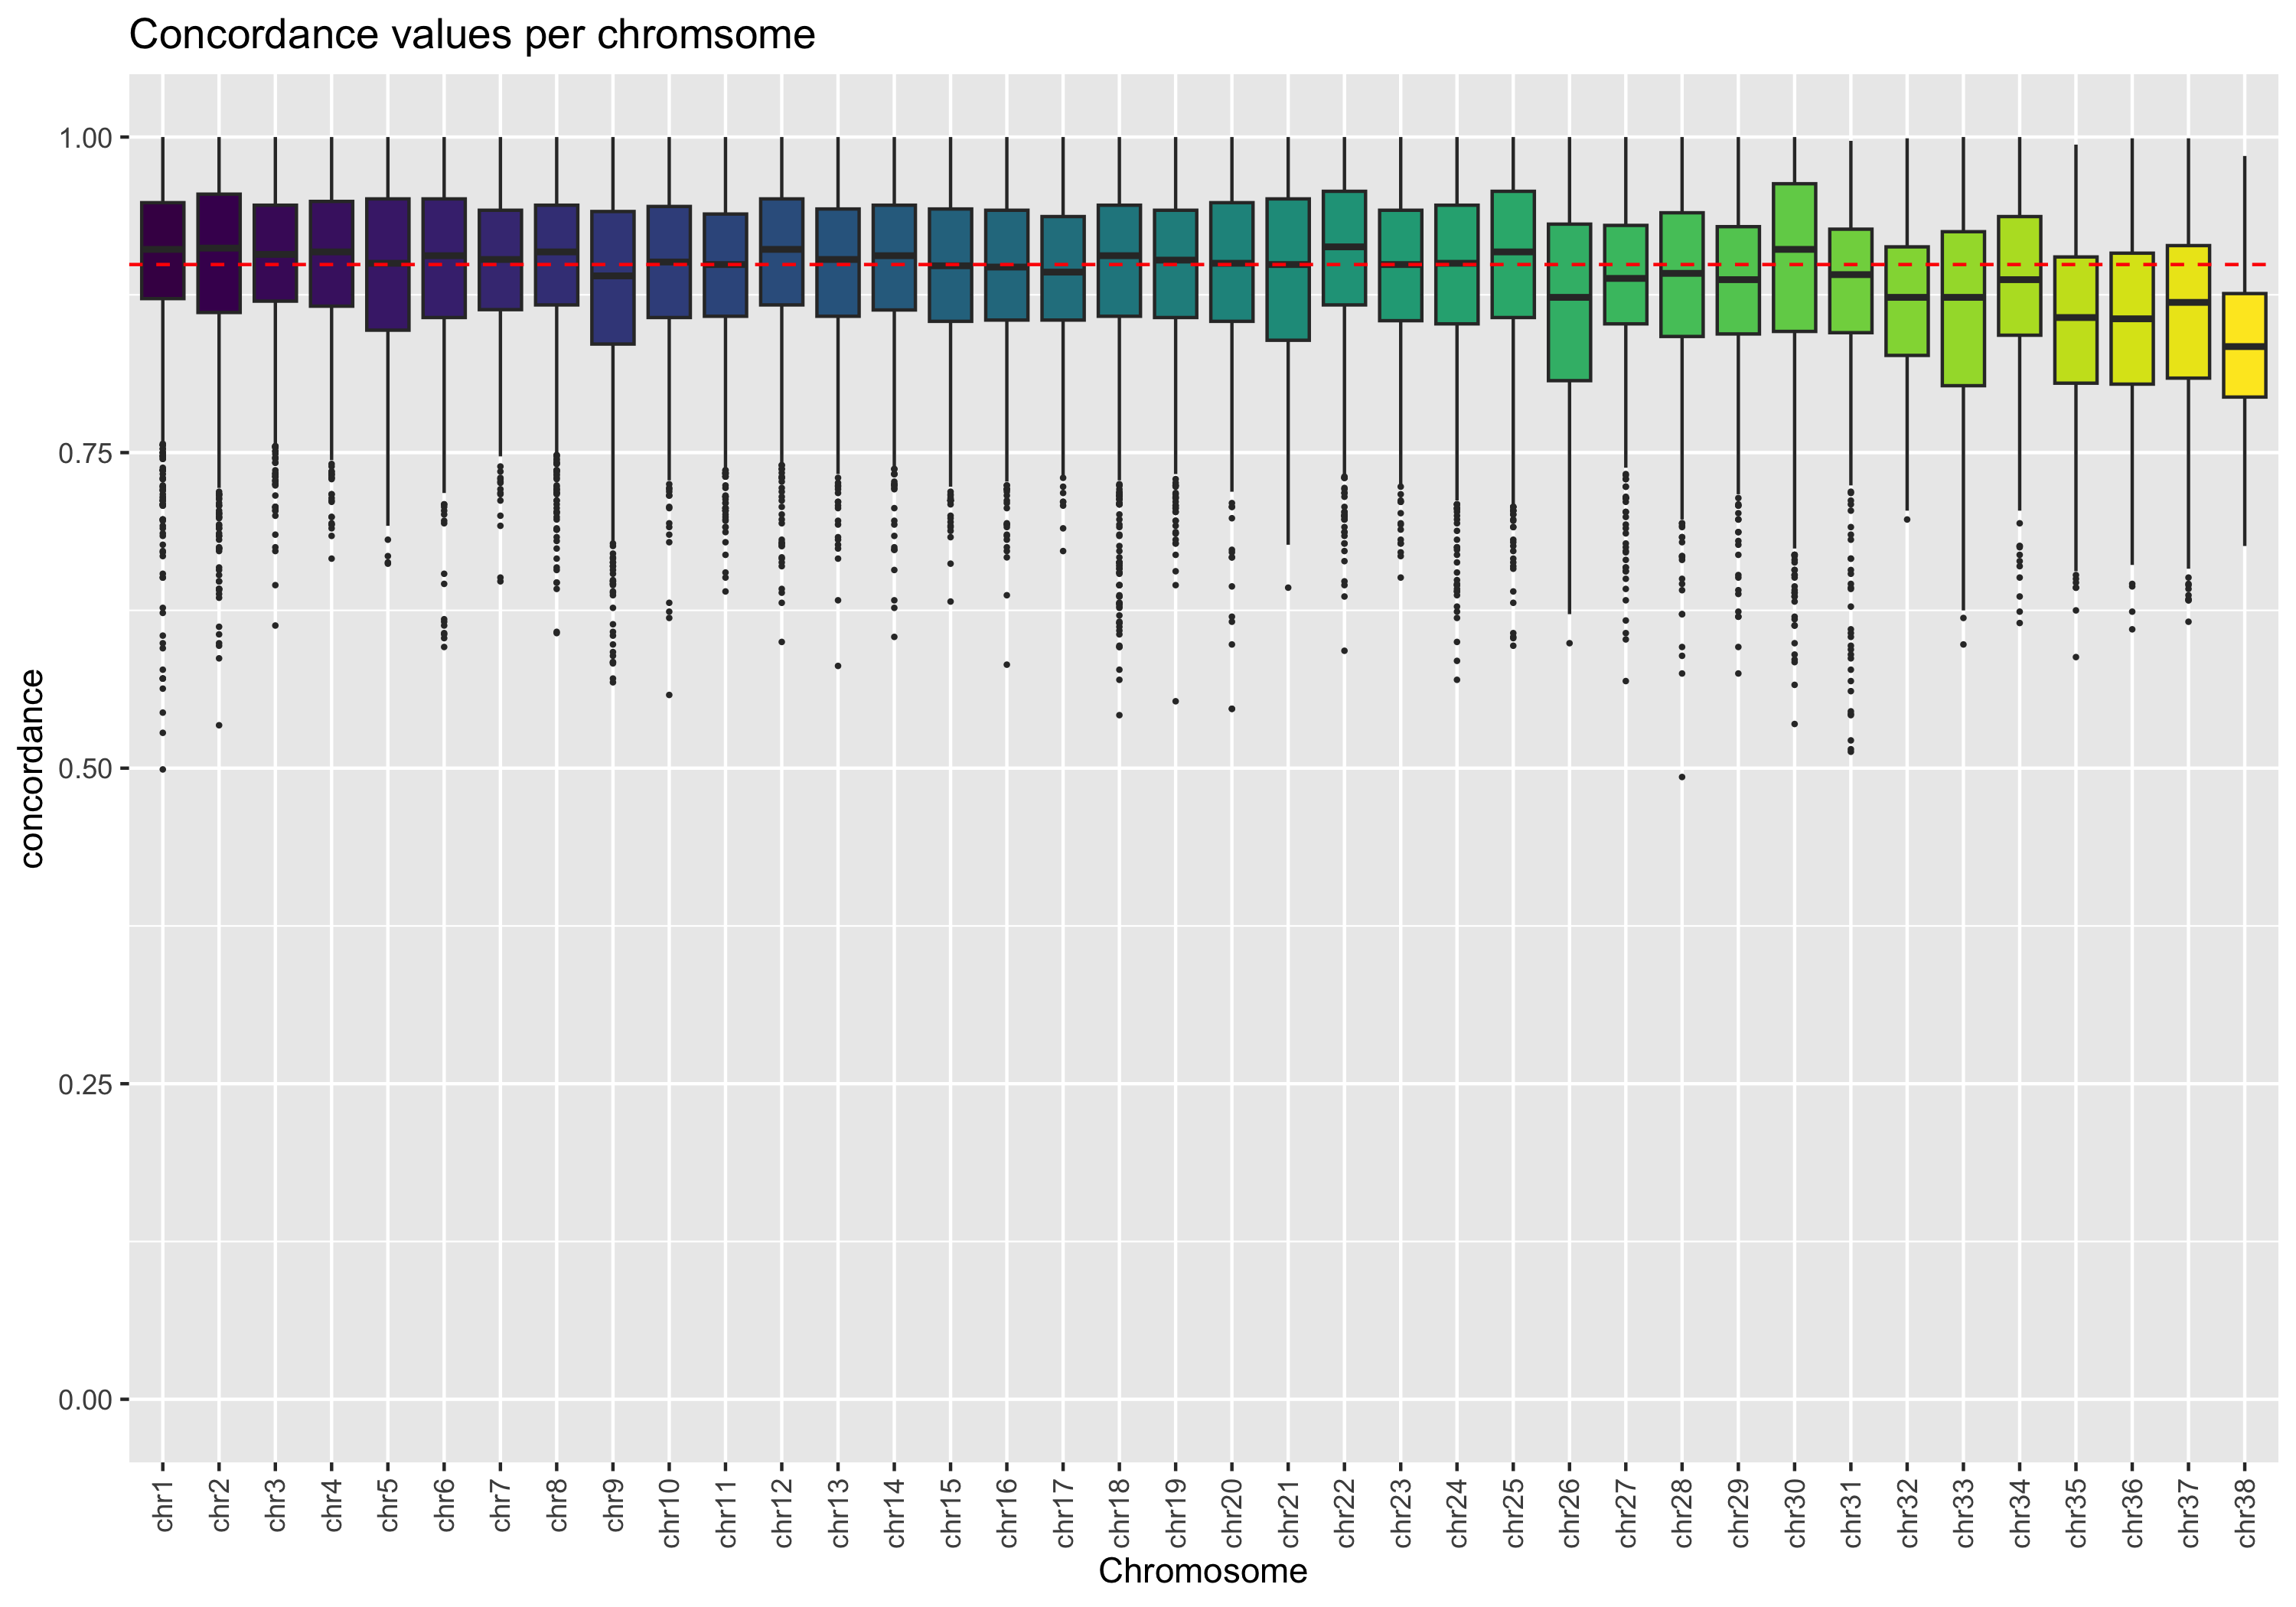 Concordance values per chromsome
1.00
0.75
0.50
0.25
0.00
concordance
chr1
chr2
chr3
chr4
chr5
chr6
chr7
chr8
chr9
chr10
chr11
chr12
chr13
chr14
chr15
chr16
chr17
chr18
chr19
chr20
chr21
chr22
chr23
chr24
chr25
chr26
chr27
chr28
chr29
chr30
chr31
chr32
chr33
chr34
chr35
chr36
chr37
chr38
Chromosome